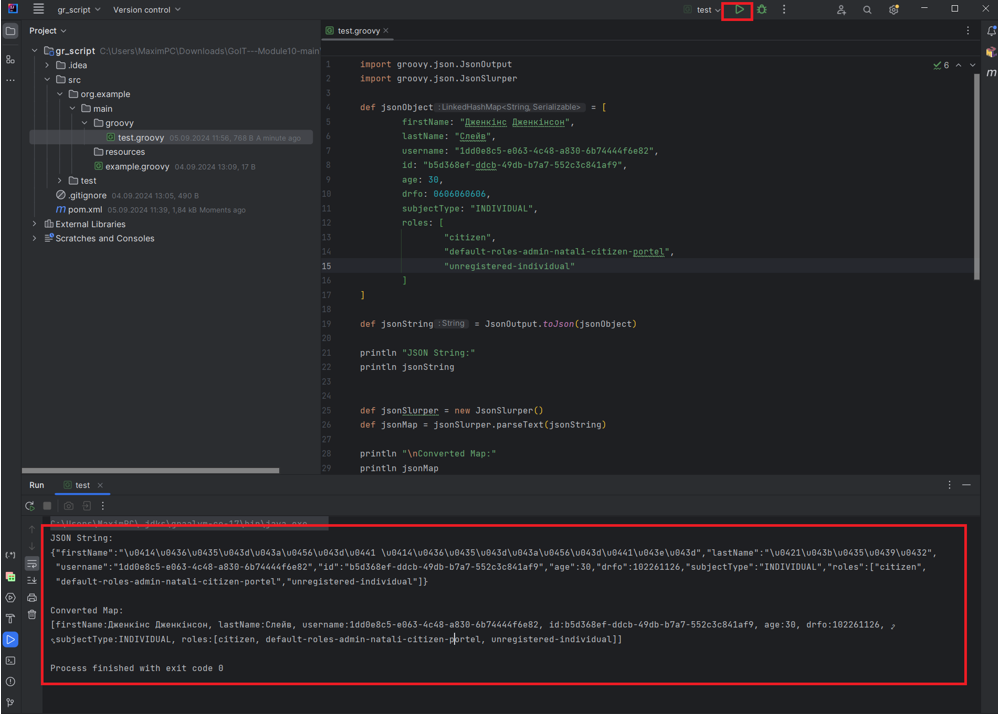 gr_script
Version control
test
Project
test.groovy
gr_script C:\Users\MaximPC\Downloads\GoIT---Module10-main\
.idea
src
org.example
main
groovy
test.groovy 05.09.2024 11:56, 768 B A minute ago
resources
example.groovy 04.09.2024 13:09, 17 B
test
.gitignore 04.09.2024 13:05, 490 B
pom.xml 05.09.2024 11:39, 1,84 kB Moments ago
External Libraries
Scratches and Consoles
6
1 import groovy.json.JsonOutput
2 import groovy.json.JsonSlurper
3
4 def jsonObject : LinkedHashMap<String, Serializable> = [
5 firstName: "Дженкінс Дженкінсон",
6 lastName: "Слейв",
7 username: "1dd0e8c5-e063-4c48-a830-6b74444f6e82",
8 id: "b5d368ef-ddcb-49db-b7a7-552c3c841af9",
9 age: 30,
10 drfo: 0606060606,
11 subjectType: "INDIVIDUAL",
12 roles: [
13 "citizen",
14 "default-roles-admin-natali-citizen-portel",
15 "unregistered-individual"
16 ]
17 ]
18
19 def jsonString : String = JsonOutput.toJson(jsonObject)
20
21 println "JSON String:"
22 println jsonString
23
24
25 def jsonSlurper = new JsonSlurper()
26 def jsonMap = jsonSlurper.parseText(jsonString)
27
28 println "\nConverted Map:"
29 println jsonMap
Run
test
C:\Users\MaximPC\.jdks\graalvm-ce-17\bin\java.exe ...
JSON String:
{"firstName":"\u0414\u0436\u0435\u043d\u043a\u0456\u043d\u0441 \u0414\u0436\u0435\u043d\u043a\u0456\u043d\u0441\u043e\u043d","lastName":"\u0421\u043b\u0435\u0439\u0432",
"username":"1dd0e8c5-e063-4c48-a830-6b74444f6e82","id":"b5d368ef-ddcb-49db-b7a7-552c3c841af9","age":30,"drfo":102261126,"subjectType":"INDIVIDUAL","roles":["citizen",
"default-roles-admin-natali-citizen-portel","unregistered-individual"]}
Converted Map:
[firstName:Дженкінс Дженкінсон, lastName:Слейв, username:1dd0e8c5-e063-4c48-a830-6b74444f6e82, id:b5d368ef-ddcb-49db-b7a7-552c3c841af9, age:30, drfo:102261126,
subjectType:INDIVIDUAL, roles:[citizen, default-roles-admin-natali-citizen-portel, unregistered-individual]]
Process finished with exit code 0